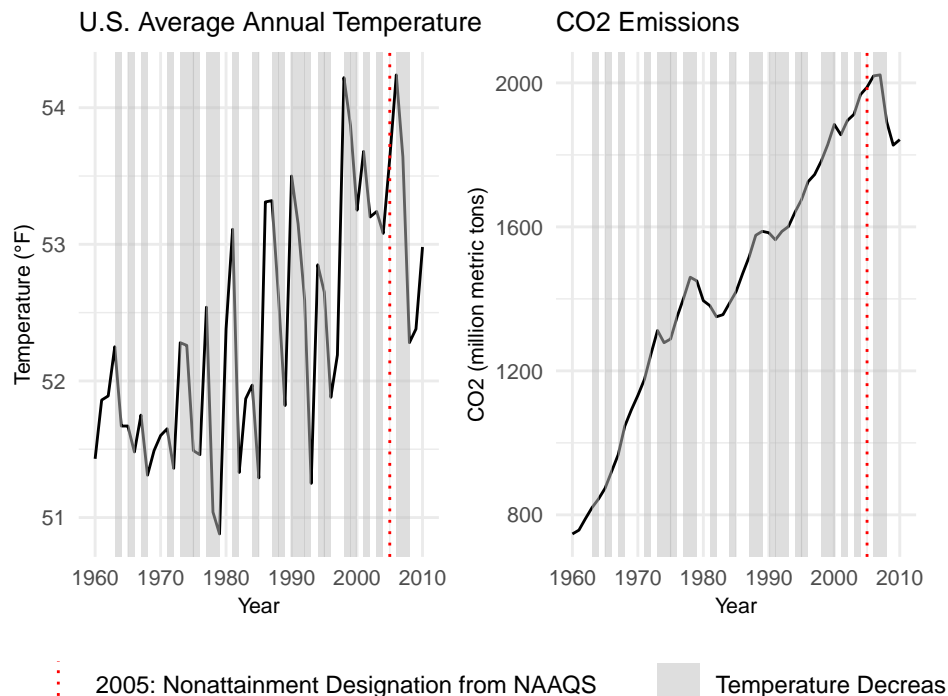 U.S. Average Annual Temperature
CO2 Emissions
Temperature (°F)
54
53
52
51
1960 1970 1980 1990 2000 2010
Year
CO2 (million metric tons)
2000
1600
1200
800
1960 1970 1980 1990 2000 2010
Year
2005: Nonattainment Designation from NAAQS
Temperature Decreas